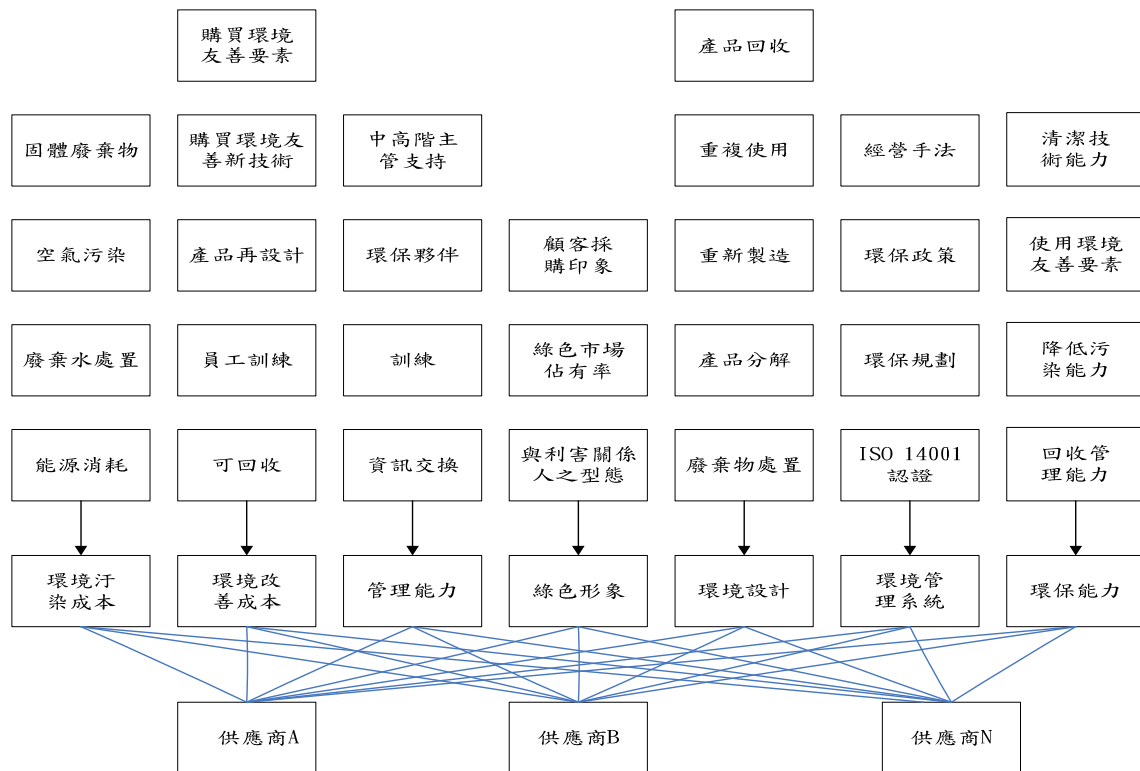 購買環境
友善要素
產品回收
固體廢棄物
購買環境友
善新技術
中高階主
管支持
重複使用
經營手法
清潔技
術能力
空氣污染
產品再設計
環保夥伴
顧客採
購印象
重新製造
環保政策
使用環境
友善要素
廢棄水處置
員工訓練
訓練
綠色市場
佔有率
產品分解
環保規劃
降低污
染能力
能源消耗
可回收
資訊交換
與利害關係
人之型態
廢棄物處置
ISO 14001
認證
回收管
理能力
環境汙
染成本
環境改
善成本
管理能力
綠色形象
環境設計
環境管
理系統
環保能力
供應商A
供應商B
供應商N